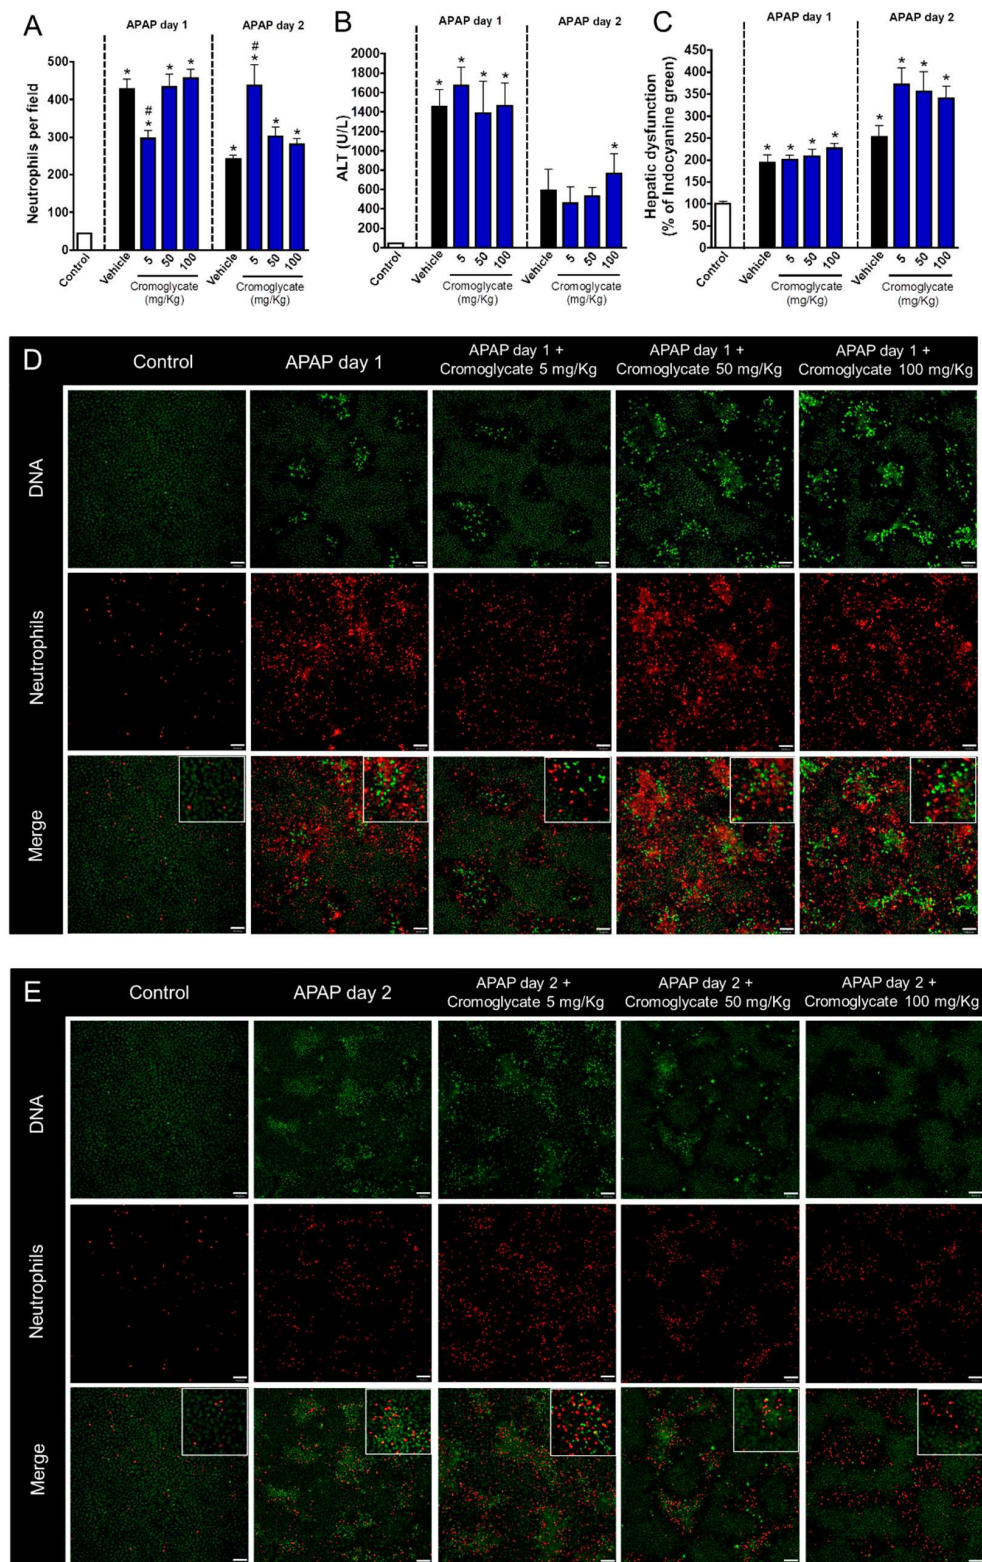 A
APAP day 1
APAP day 2
Neutrophils per field
500
400
300
200
100
0
*
#
*
*
*
*
#
*
*
*
Control
Vehicle
5
50
100
Vehicle
5
50
100
Cromoglycate
(mg/Kg)
Cromoglycate
(mg/Kg)
B
APAP day 1
APAP day 2
ALT (U/L)
2000
1800
1600
1400
1200
1000
800
600
400
200
0
*
*
*
*
*
Control
Vehicle
5
50
100
Vehicle
5
50
100
Cromoglycate
(mg/Kg)
Cromoglycate
(mg/Kg)
C
APAP day 1
APAP day 2
Hepatic dysfunction
(% of Indocyanine green)
450
400
350
300
250
200
150
100
50
0
*
*
*
*
*
*
*
*
Control
Vehicle
5
50
100
Vehicle
5
50
100
Cromoglycate
(mg/Kg)
Cromoglycate
(mg/Kg)
D
Control
APAP day 1
APAP day 1 +
Cromoglycate 5 mg/Kg
APAP day 1 +
Cromoglycate 50 mg/Kg
APAP day 1 +
Cromoglycate 100 mg/Kg
DNA
Neutrophils
Merge
E
Control
APAP day 2
APAP day 2 +
Cromoglycate 5 mg/Kg
APAP day 2 +
Cromoglycate 50 mg/Kg
APAP day 2 +
Cromoglycate 100 mg/Kg
DNA
Neutrophils
Merge